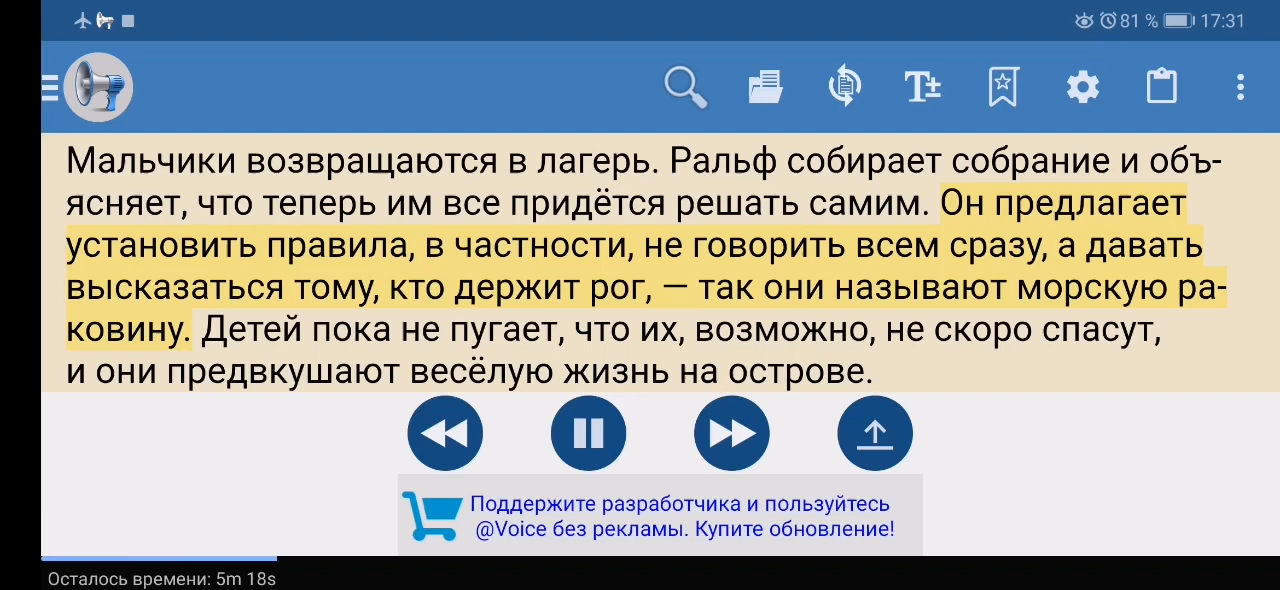 81 % 17:31
T±
Мальчики возвращаются в лагерь. Ральф собирает собрание и объ-
ясняет, что теперь им все придётся решать самим. Он предлагает
установить правила, в частности, не говорить всем сразу, а давать
высказаться тому, кто держит рог, — так они называют морскую ра-
ковину. Детей пока не пугает, что их, возможно, не скоро спасут,
и они предвкушают весёлую жизнь на острове.
Поддержите разработчика и пользуйтесь
@Voice без рекламы. Купите обновление!
Осталось времени: 5m 18s